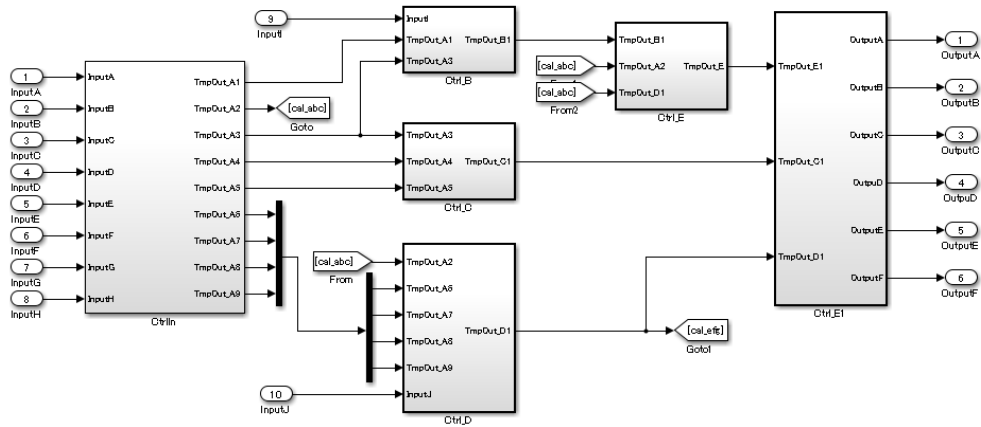 1
InputA
2
InputB
3
InputC
4
InputD
5
InputE
6
InputF
7
InputG
8
InputH
InputA
InputB
InputC
InputD
InputE
InputF
InputG
InputH
TmpOut_A1
TmpOut_A2
TmpOut_A3
TmpOut_A4
TmpOut_A5
TmpOut_A6
TmpOut_A7
TmpOut_A8
TmpOut_A9
CtrlIn
[cal_abc]
Goto
9
InputI
InputI
TmpOut_A1
TmpOut_A3
TmpOut_B1
Ctrl_B
TmpOut_A3
TmpOut_A4
TmpOut_A5
TmpOut_C1
Ctrl_C
[cal_abc]
From
10
InputJ
TmpOut_A2
TmpOut_A6
TmpOut_A7
TmpOut_A8
TmpOut_A9
InputJ
TmpOut_D1
Ctrl_D
[cal_abc]
[cal_abc]
From2
TmpOut_B1
TmpOut_A2
TmpOut_D1
TmpOut_E
Ctrl_E
[cal_efg]
Goto1
TmpOut_E1
TmpOut_C1
TmpOut_D1
OutputA
OutputB
OutputC
OutpuD
OutputE
OutputF
Ctrl_E1
1
OutputA
2
OutputB
3
OutputC
4
OutpuD
5
OutputE
6
OutputF